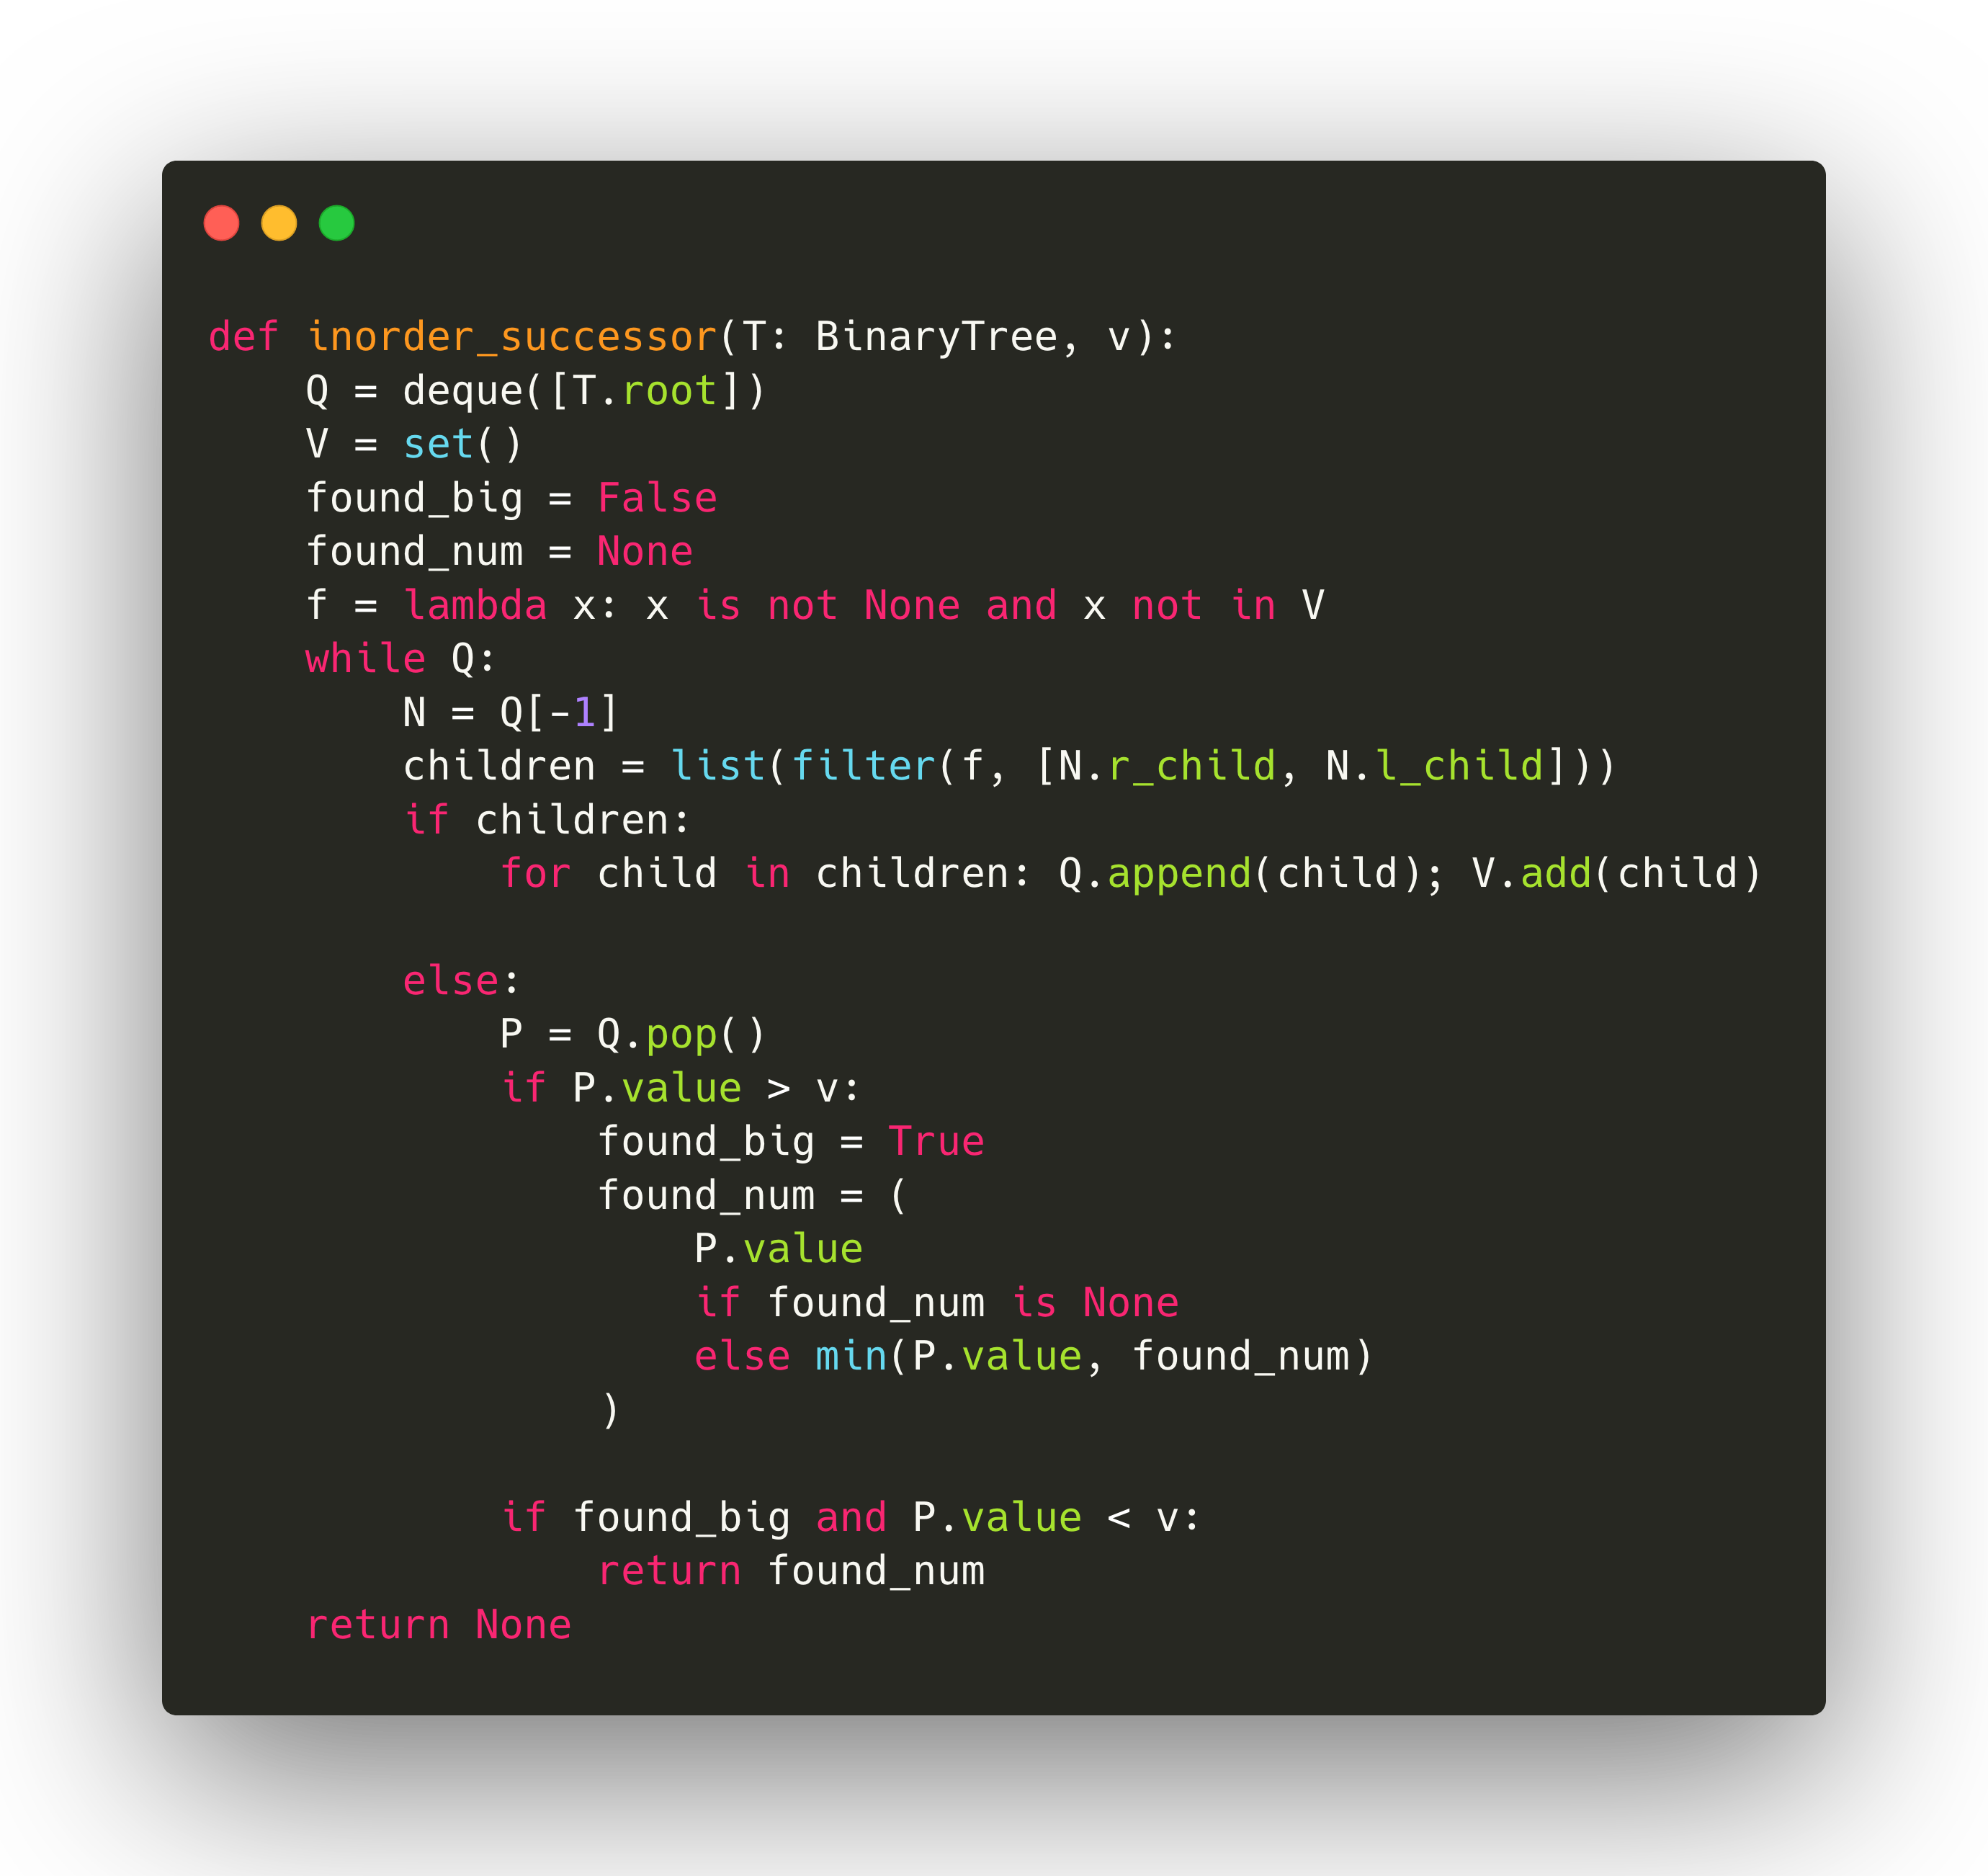 def inorder_successor(T: BinaryTree, v):
    Q = deque([T.root])
    V = set()
    found_big = False
    found_num = None
    f = lambda x: x is not None and x not in V
    while Q:
        N = Q[-1]
        children = list(filter(f, [N.r_child, N.l_child]))
        if children:
            for child in children: Q.append(child); V.add(child)

        else:
            P = Q.pop()
            if P.value > v:
                found_big = True
                found_num = (
                    P.value
                    if found_num is None
                    else min(P.value, found_num)
                )

            if found_big and P.value < v:
                return found_num
    return None